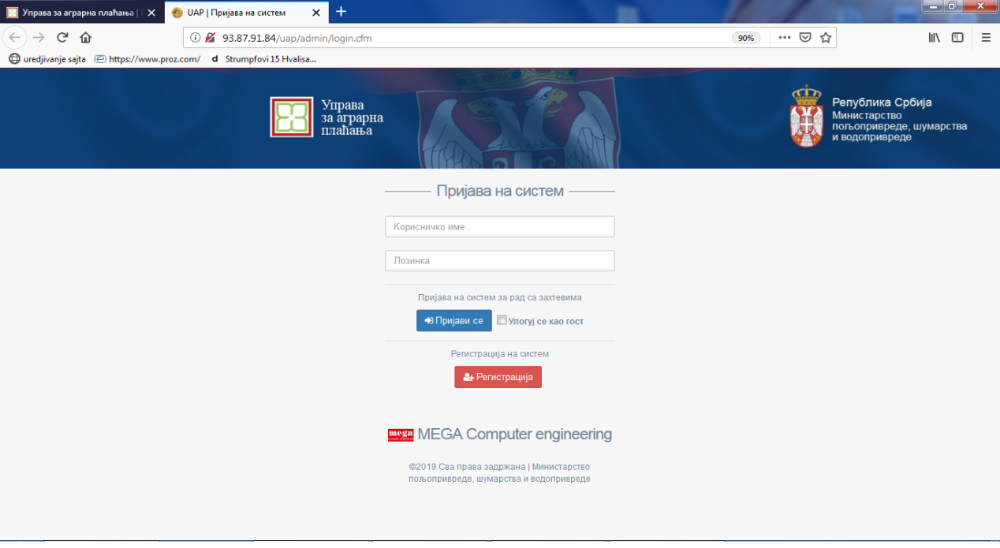 Управа за аграрна плаћања |
UAP | Пријава на систем
93.87.91.84/uap/admin/login.cfm
90%
uredjivanje sajta
https://www.proz.com/
d Strumpfovi 15 Hvalisa...
Управа
за аграрна
плаћања
Република Србија
Министарство
пољопривреде, шумарства
и водопривреде
Пријава на систем
Корисничко име
Лозинка
Пријава на систем за рад са захтевима
Пријави се
Улогуј се као гост
Регистрација на систем
Регистрација
mega
MEGA Computer engineering
©2019 Сва права задржана | Министарство
пољопривреде, шумарства и водопривреде